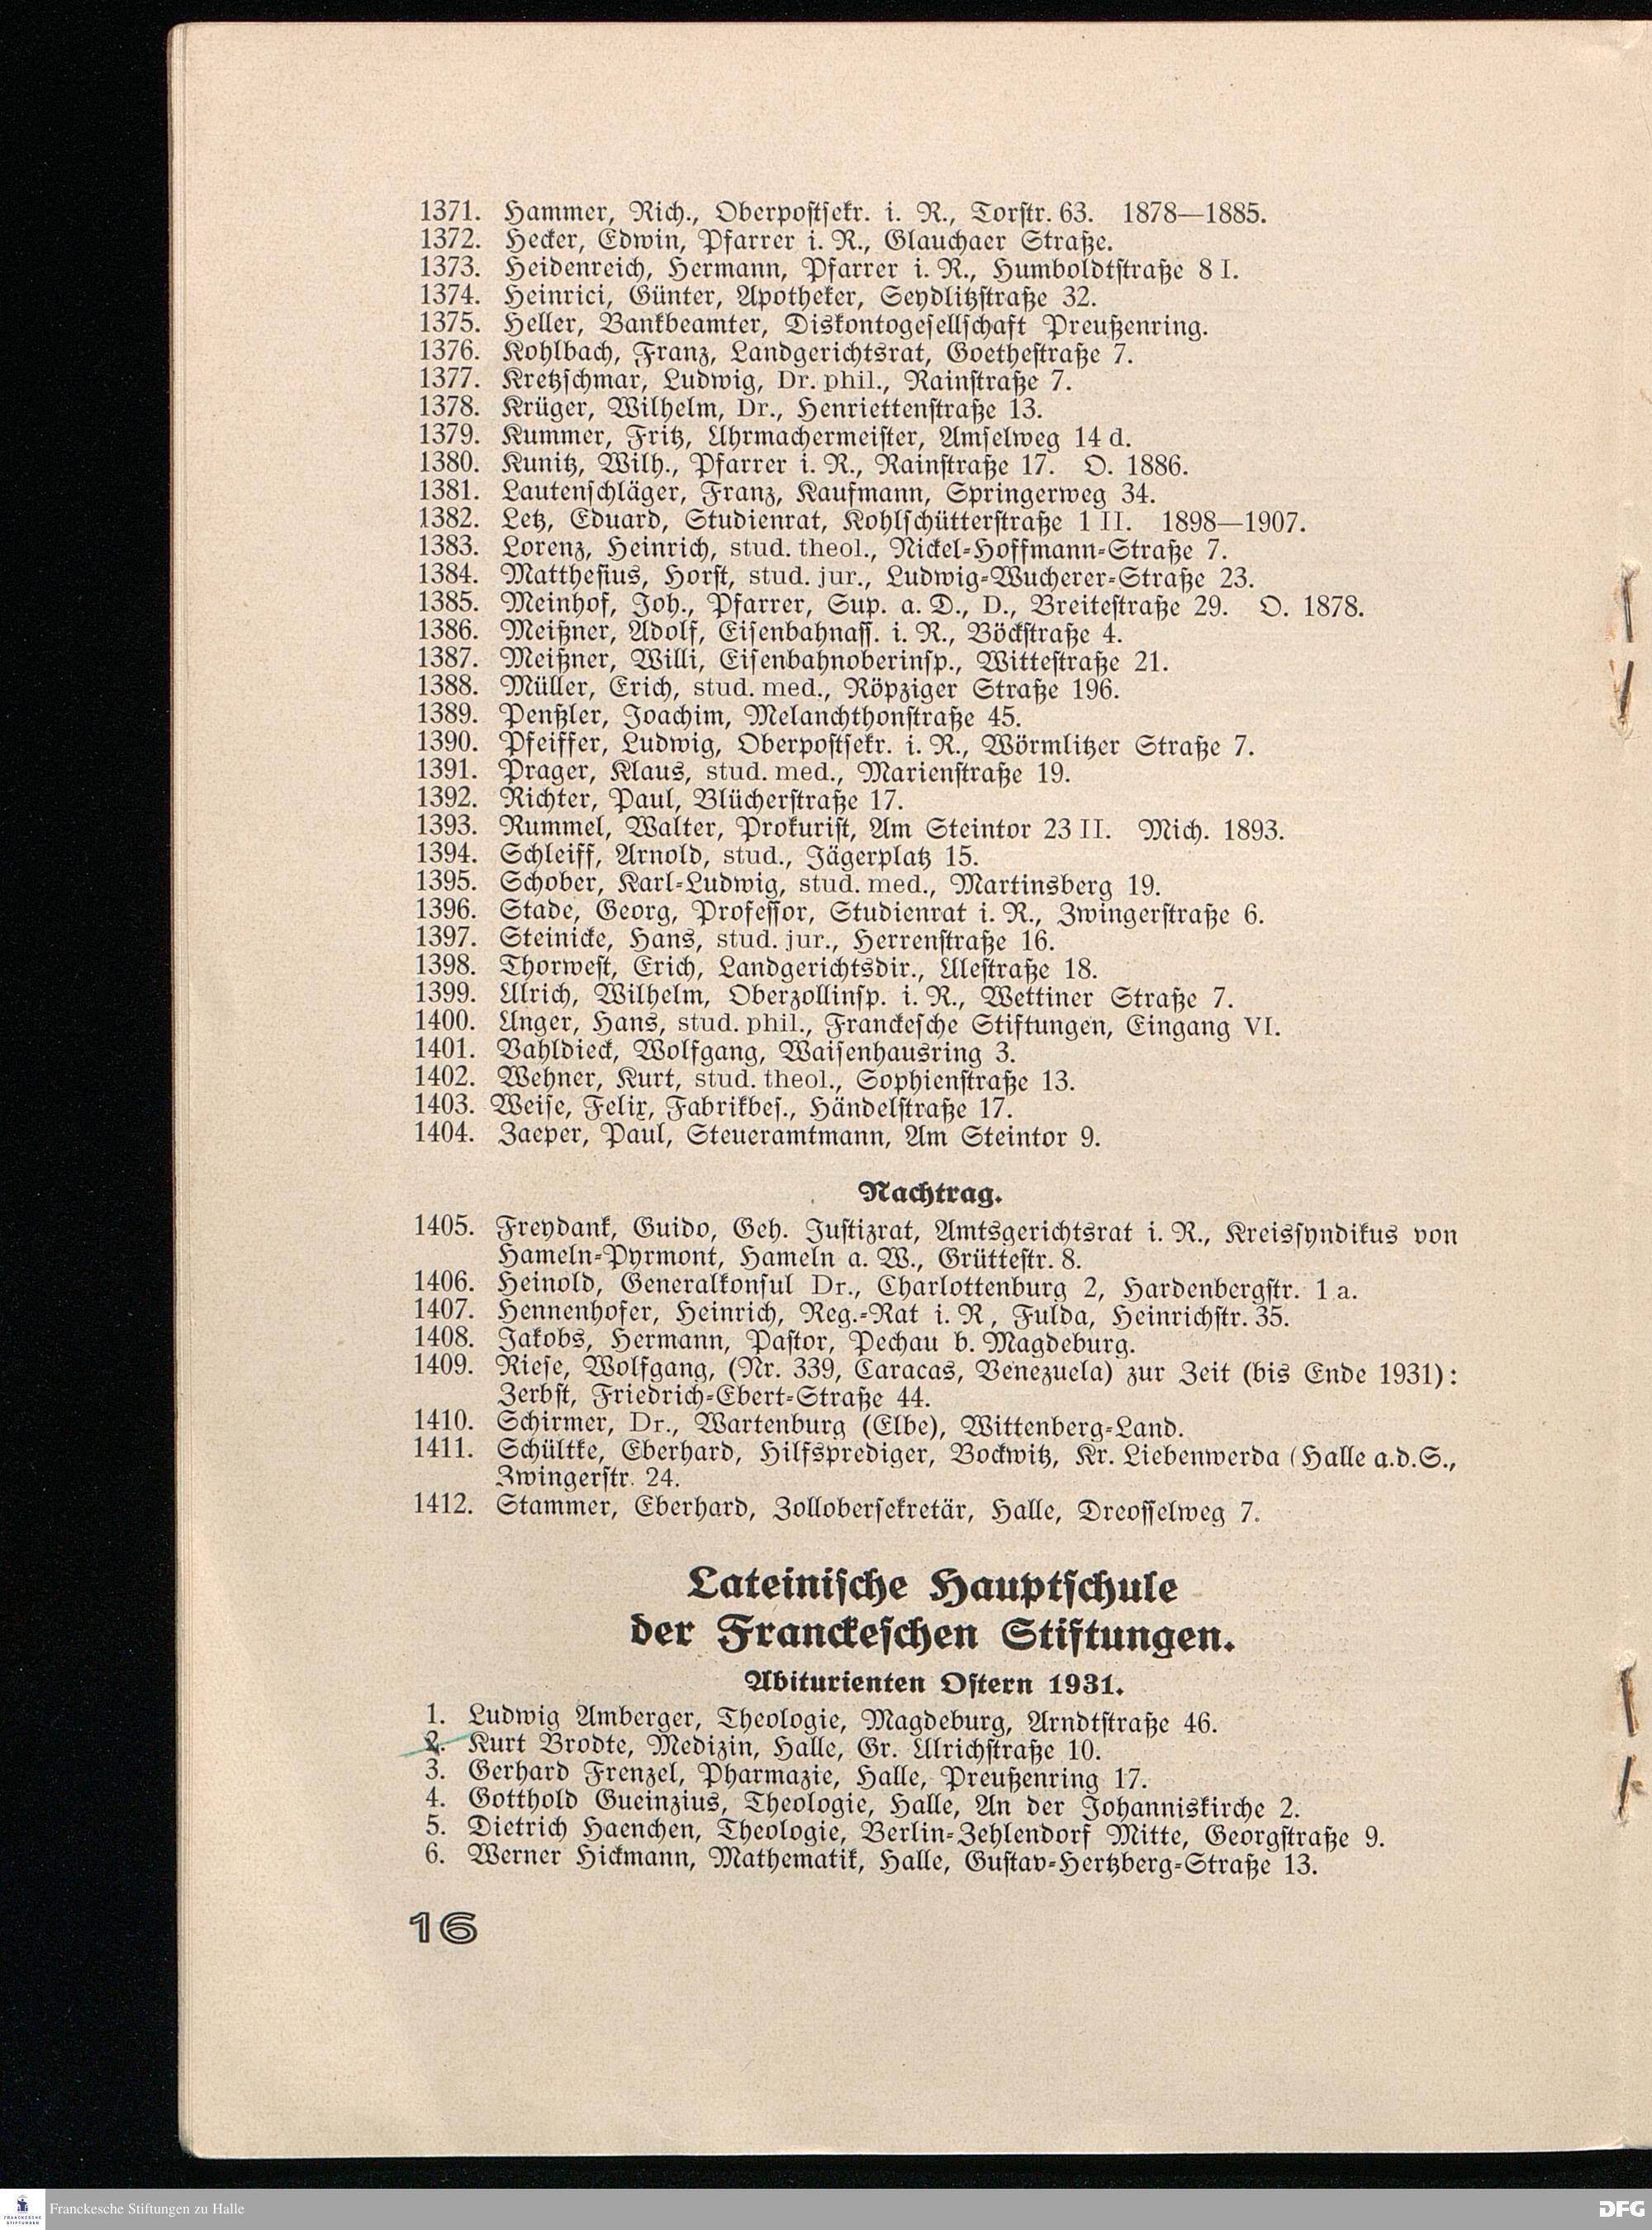 1371. Hammer, Rich., Oberpostsekr. i. R., Torstr. 63. 1878—1885.
1372. Hecker, Edwin, Pfarrer i. R., Glauchaer Straße.
1373. Heidenreich, Hermann, Pfarrer i. R., Humboldtstraße 8 I.
1374. Heinrici, Günter, Apotheker, Seydlitzstraße 32.
1375. Heller, Bankbeamter, Diskontogesellschaft Preußenring.
1376. Kohlbach, Franz, Landgerichtsrat, Goethestraße 7.
1377. Kretzschmar, Ludwig, Dr. phil., Rainstraße 7.
1378. Krüger, Wilhelm, Dr., Henriettenstraße 13.
1379. Kummer, Fritz, Uhrmachermeister, Amselweg 14 d.
1380. Kunitz, Wilh., Pfarrer i. R., Rainstraße 17. O. 1886.
1381. Lautenschläger, Franz, Kaufmann, Springerweg 34.
1382. Letz, Eduard, Studienrat, Kohlschütterstraße 1 II. 1898—1907.
1383. Lorenz, Heinrich, stud. theol., Nickel-Hoffmann-Straße 7.
1384. Matthesius, Horst, stud. jur., Ludwig-Wucherer-Straße 23.
1385. Meinhof, Joh., Pfarrer, Sup. a. D., D., Breitestraße 29. O. 1878.
1386. Meißner, Adolf, Eisenbahnass. i. R., Böckstraße 4.
1387. Meißner, Willi, Eisenbahnoberinsp., Wittestraße 21.
1388. Müller, Erich, stud. med., Röpziger Straße 196.
1389. Penßler, Joachim, Melanchthonstraße 45.
1390. Pfeiffer, Ludwig, Oberpostsekr. i. R., Wörmlitzer Straße 7.
1391. Prager, Klaus, stud. med., Marienstraße 19.
1392. Richter, Paul, Blücherstraße 17.
1393. Rummel, Walter, Prokurist, Am Steintor 23 II. Mich. 1893.
1394. Schleiff, Arnold, stud., Jägerplatz 15.
1395. Schober, Karl-Ludwig, stud. med., Martinsberg 19.
1396. Stade, Georg, Professor, Studienrat i. R., Zwingerstraße 6.
1397. Steinicke, Hans, stud. jur., Herrenstraße 16.
1398. Thorwest, Erich, Landgerichtsdir., Ulestraße 18.
1399. Ulrich, Wilhelm, Oberzollinsp. i. R., Wettiner Straße 7.
1400. Unger, Hans, stud. phil., Franckesche Stiftungen, Eingang VI.
1401. Vahldieck, Wolfgang, Waisenhausring 3.
1402. Wehner, Kurt, stud. theol., Sophienstraße 13.
1403. Weise, Felix, Fabrikbes., Händelstraße 17.
1404. Zaeper, Paul, Steueramtmann, Am Steintor 9.
Nachtrag.
1405. Freydank, Guido, Geh. Justizrat, Amtsgerichtsrat i. R., Kreissyndikus von
Hameln-Pyrmont, Hameln a. W., Grüttestr. 8.
1406. Heinold, Generalkonsul Dr., Charlottenburg 2, Hardenbergstr. 1 a.
1407. Hennenhofer, Heinrich, Reg.-Rat i. R, Fulda, Heinrichstr. 35.
1408. Jakobs, Hermann, Pastor, Pechau b. Magdeburg.
1409. Riese, Wolfgang, (Nr. 339, Caracas, Venezuela) zur Zeit (bis Ende 1931):
Zerbst, Friedrich-Ebert-Straße 44.
1410. Schirmer, Dr., Wartenburg (Elbe), Wittenberg-Land.
1411. Schültke, Eberhard, Hilfsprediger, Bockwitz, Kr. Liebenwerda (Halle a.d.S.,
Zwingerstr. 24.
1412. Stammer, Eberhard, Zollobersekretär, Halle, Dreosselweg 7.
Lateinische Hauptschule
der Franckeschen Stiftungen.
Abiturienten Ostern 1931.
1. Ludwig Amberger, Theologie, Magdeburg, Arndtstraße 46.
2. Kurt Brodte, Medizin, Halle, Gr. Ulrichstraße 10.
3. Gerhard Frenzel, Pharmazie, Halle, Preußenring 17.
4. Gotthold Gueinzius, Theologie, Halle, An der Johanniskirche 2.
5. Dietrich Haenchen, Theologie, Berlin-Zehlendorf Mitte, Georgstraße 9.
6. Werner Hickmann, Mathematik, Halle, Gustav-Hertzberg-Straße 13.
16
FRANCKESCHE
STIFTUNGEN
Franckesche Stiftungen zu Halle
DFG